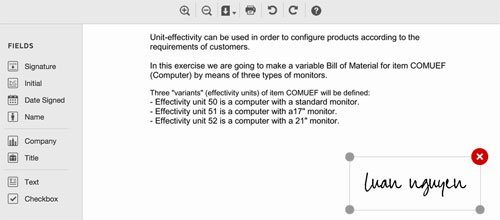 Unit-effectivity can be used in order to configure products according to the
requirements of customers.
In this exercise we are going to make a variable Bill of Material for item COMUEF
(Computer) by means of three types of monitors.
Three "variants" (effectivity units) of item COMUEF will be defined:
- Effectivity unit 50 is a computer with a standard monitor.
- Effectivity unit 51 is a computer with a17" monitor.
- Effectivity unit 52 is a computer with a 21" monitor.
FIELDS
Signature
Initial
Date Signed
Name
Company
Title
Text
Checkbox
luan nguyen